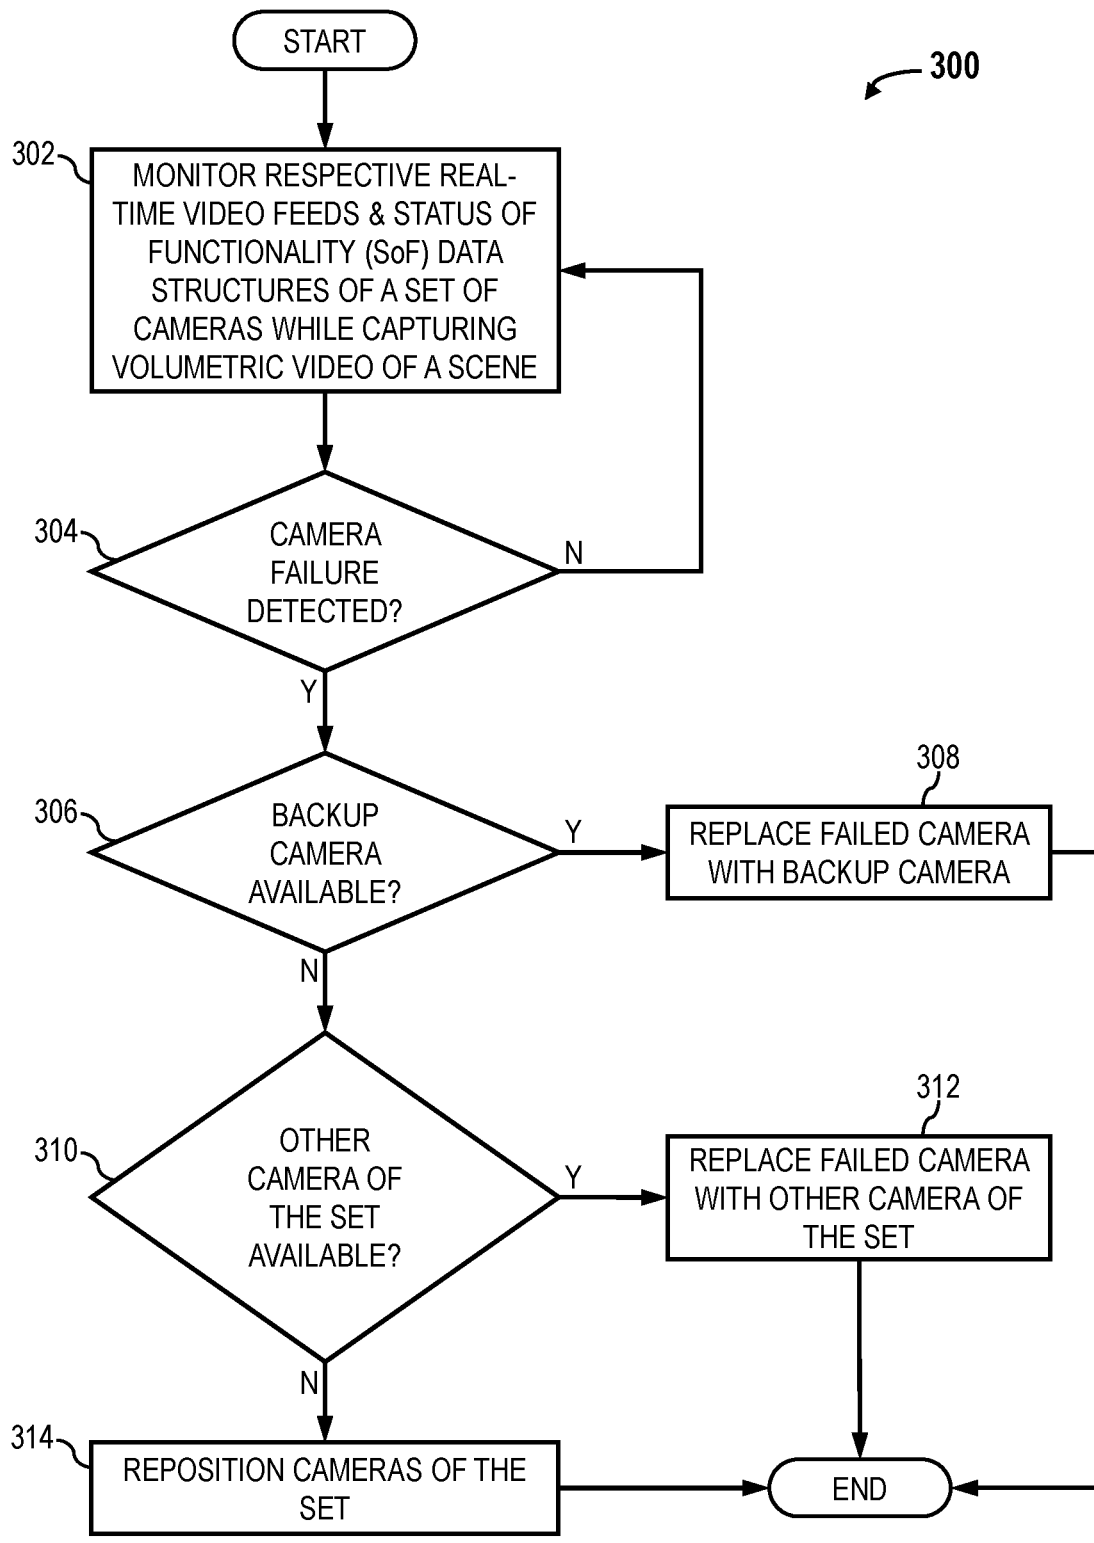 START
300
302
MONITOR RESPECTIVE REAL-
TIME VIDEO FEEDS & STATUS OF
FUNCTIONALITY (SoF) DATA
STRUCTURES OF A SET OF
CAMERAS WHILE CAPTURING
VOLUMETRIC VIDEO OF A SCENE
304
CAMERA
FAILURE
DETECTED?
N
Y
306
BACKUP
CAMERA
AVAILABLE?
Y
308
REPLACE FAILED CAMERA
WITH BACKUP CAMERA
N
310
OTHER
CAMERA OF
THE SET
AVAILABLE?
Y
312
REPLACE FAILED CAMERA
WITH OTHER CAMERA OF
THE SET
N
314
REPOSITION CAMERAS OF THE
SET
END